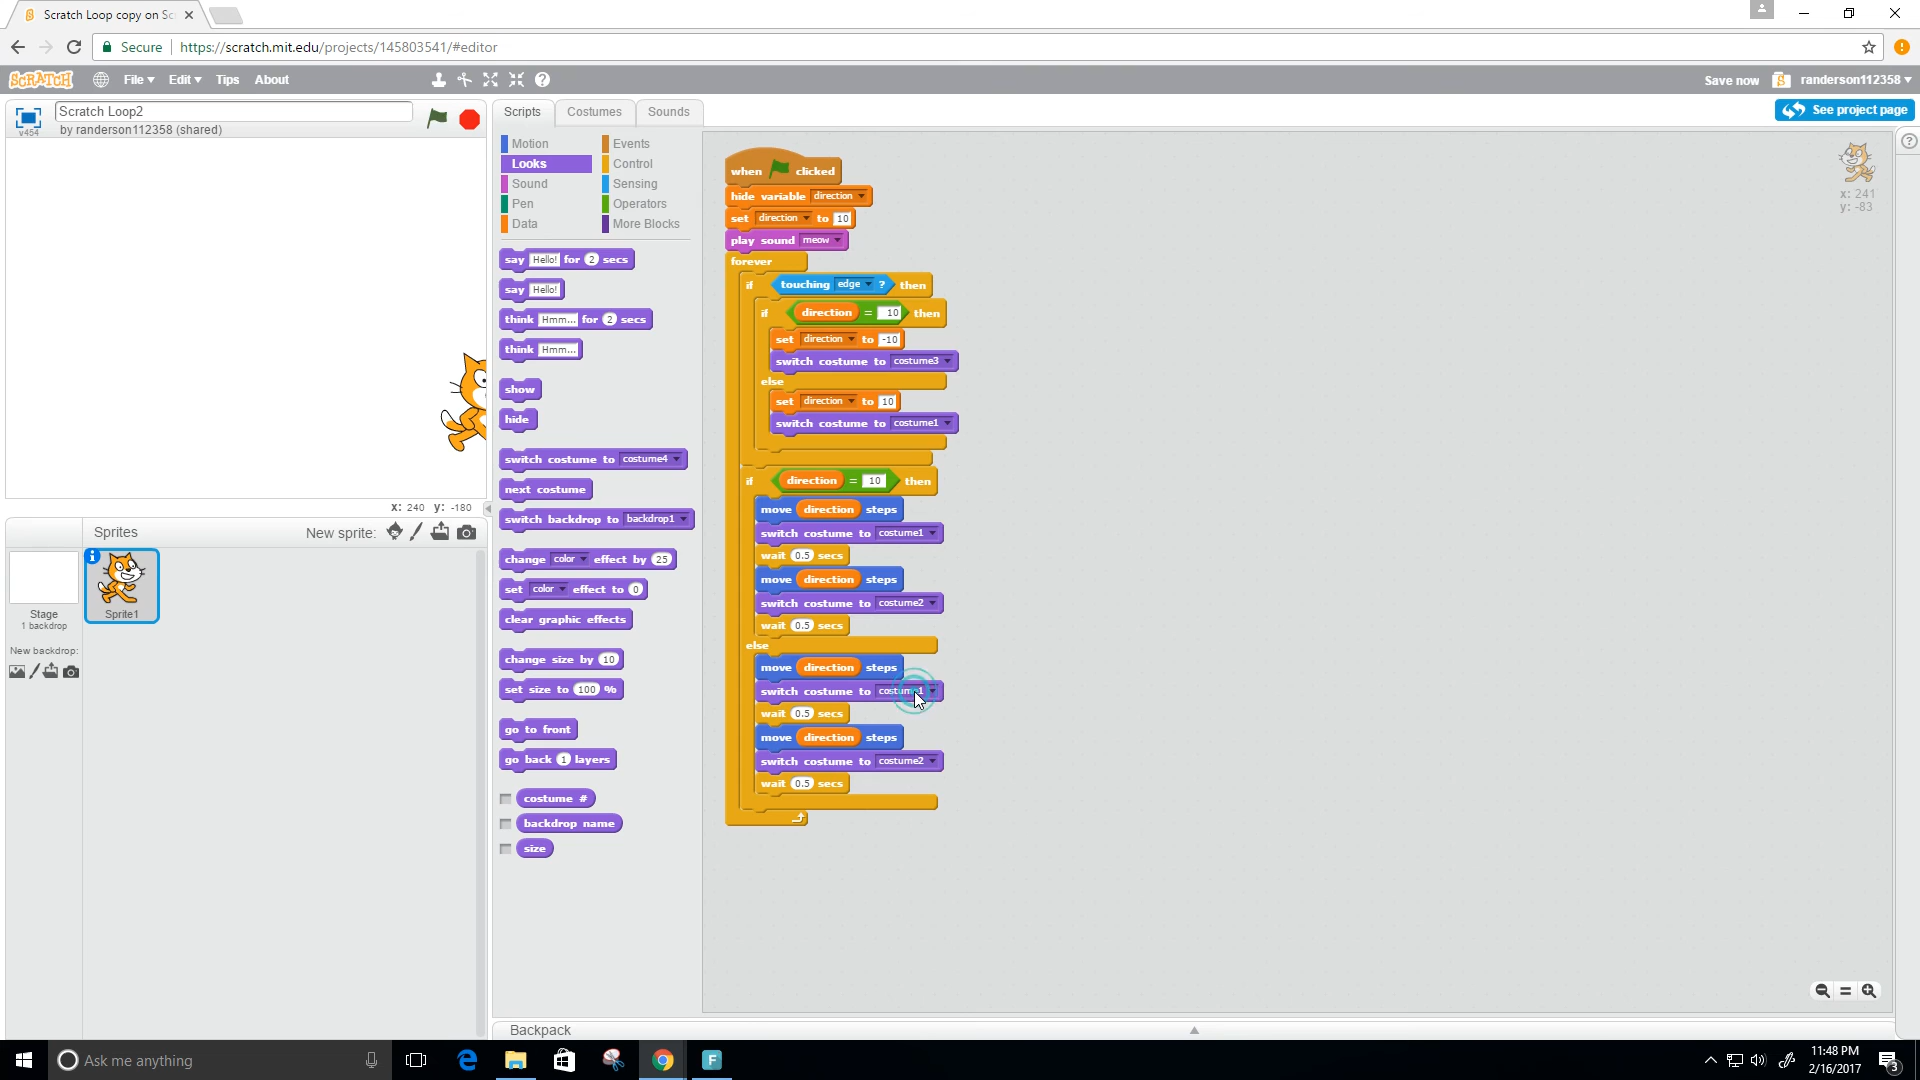 Scratch Loop copy on Sc
Secure
https://scratch.mit.edu/projects/145803541/#editor
SCRATCH
File
Edit
Tips
About
Save now
randerson112358
Scratch Loop2
by randerson112358 (shared)
v454
Scripts
Costumes
Sounds
See project page
Motion
Events
Looks
Control
Sound
Sensing
Pen
Operators
Data
More Blocks
say Hello! for 2 secs
say Hello!
think Hmm... for 2 secs
think Hmm...
show
hide
switch costume to costume4
next costume
switch backdrop to backdrop1
change color effect by 25
set color effect to 0
clear graphic effects
change size by 10
set size to 100 %
go to front
go back 1 layers
costume #
backdrop name
size
when clicked
hide variable direction
set direction to 10
play sound meow
forever
if touching edge ? then
if direction = 10 then
set direction to -10
switch costume to costume3
else
set direction to 10
switch costume to costume1
if direction = 10 then
move direction steps
switch costume to costume1
wait 0.5 secs
move direction steps
switch costume to costume2
wait 0.5 secs
else
move direction steps
switch costume to costume1
wait 0.5 secs
move direction steps
switch costume to costume2
wait 0.5 secs
x: 241
y: -83
X: 240 y: -180
Sprites
New sprite:
Stage
1 backdrop
Sprite1
New backdrop:
Backpack
Ask me anything
11:48 PM
2/16/2017
3